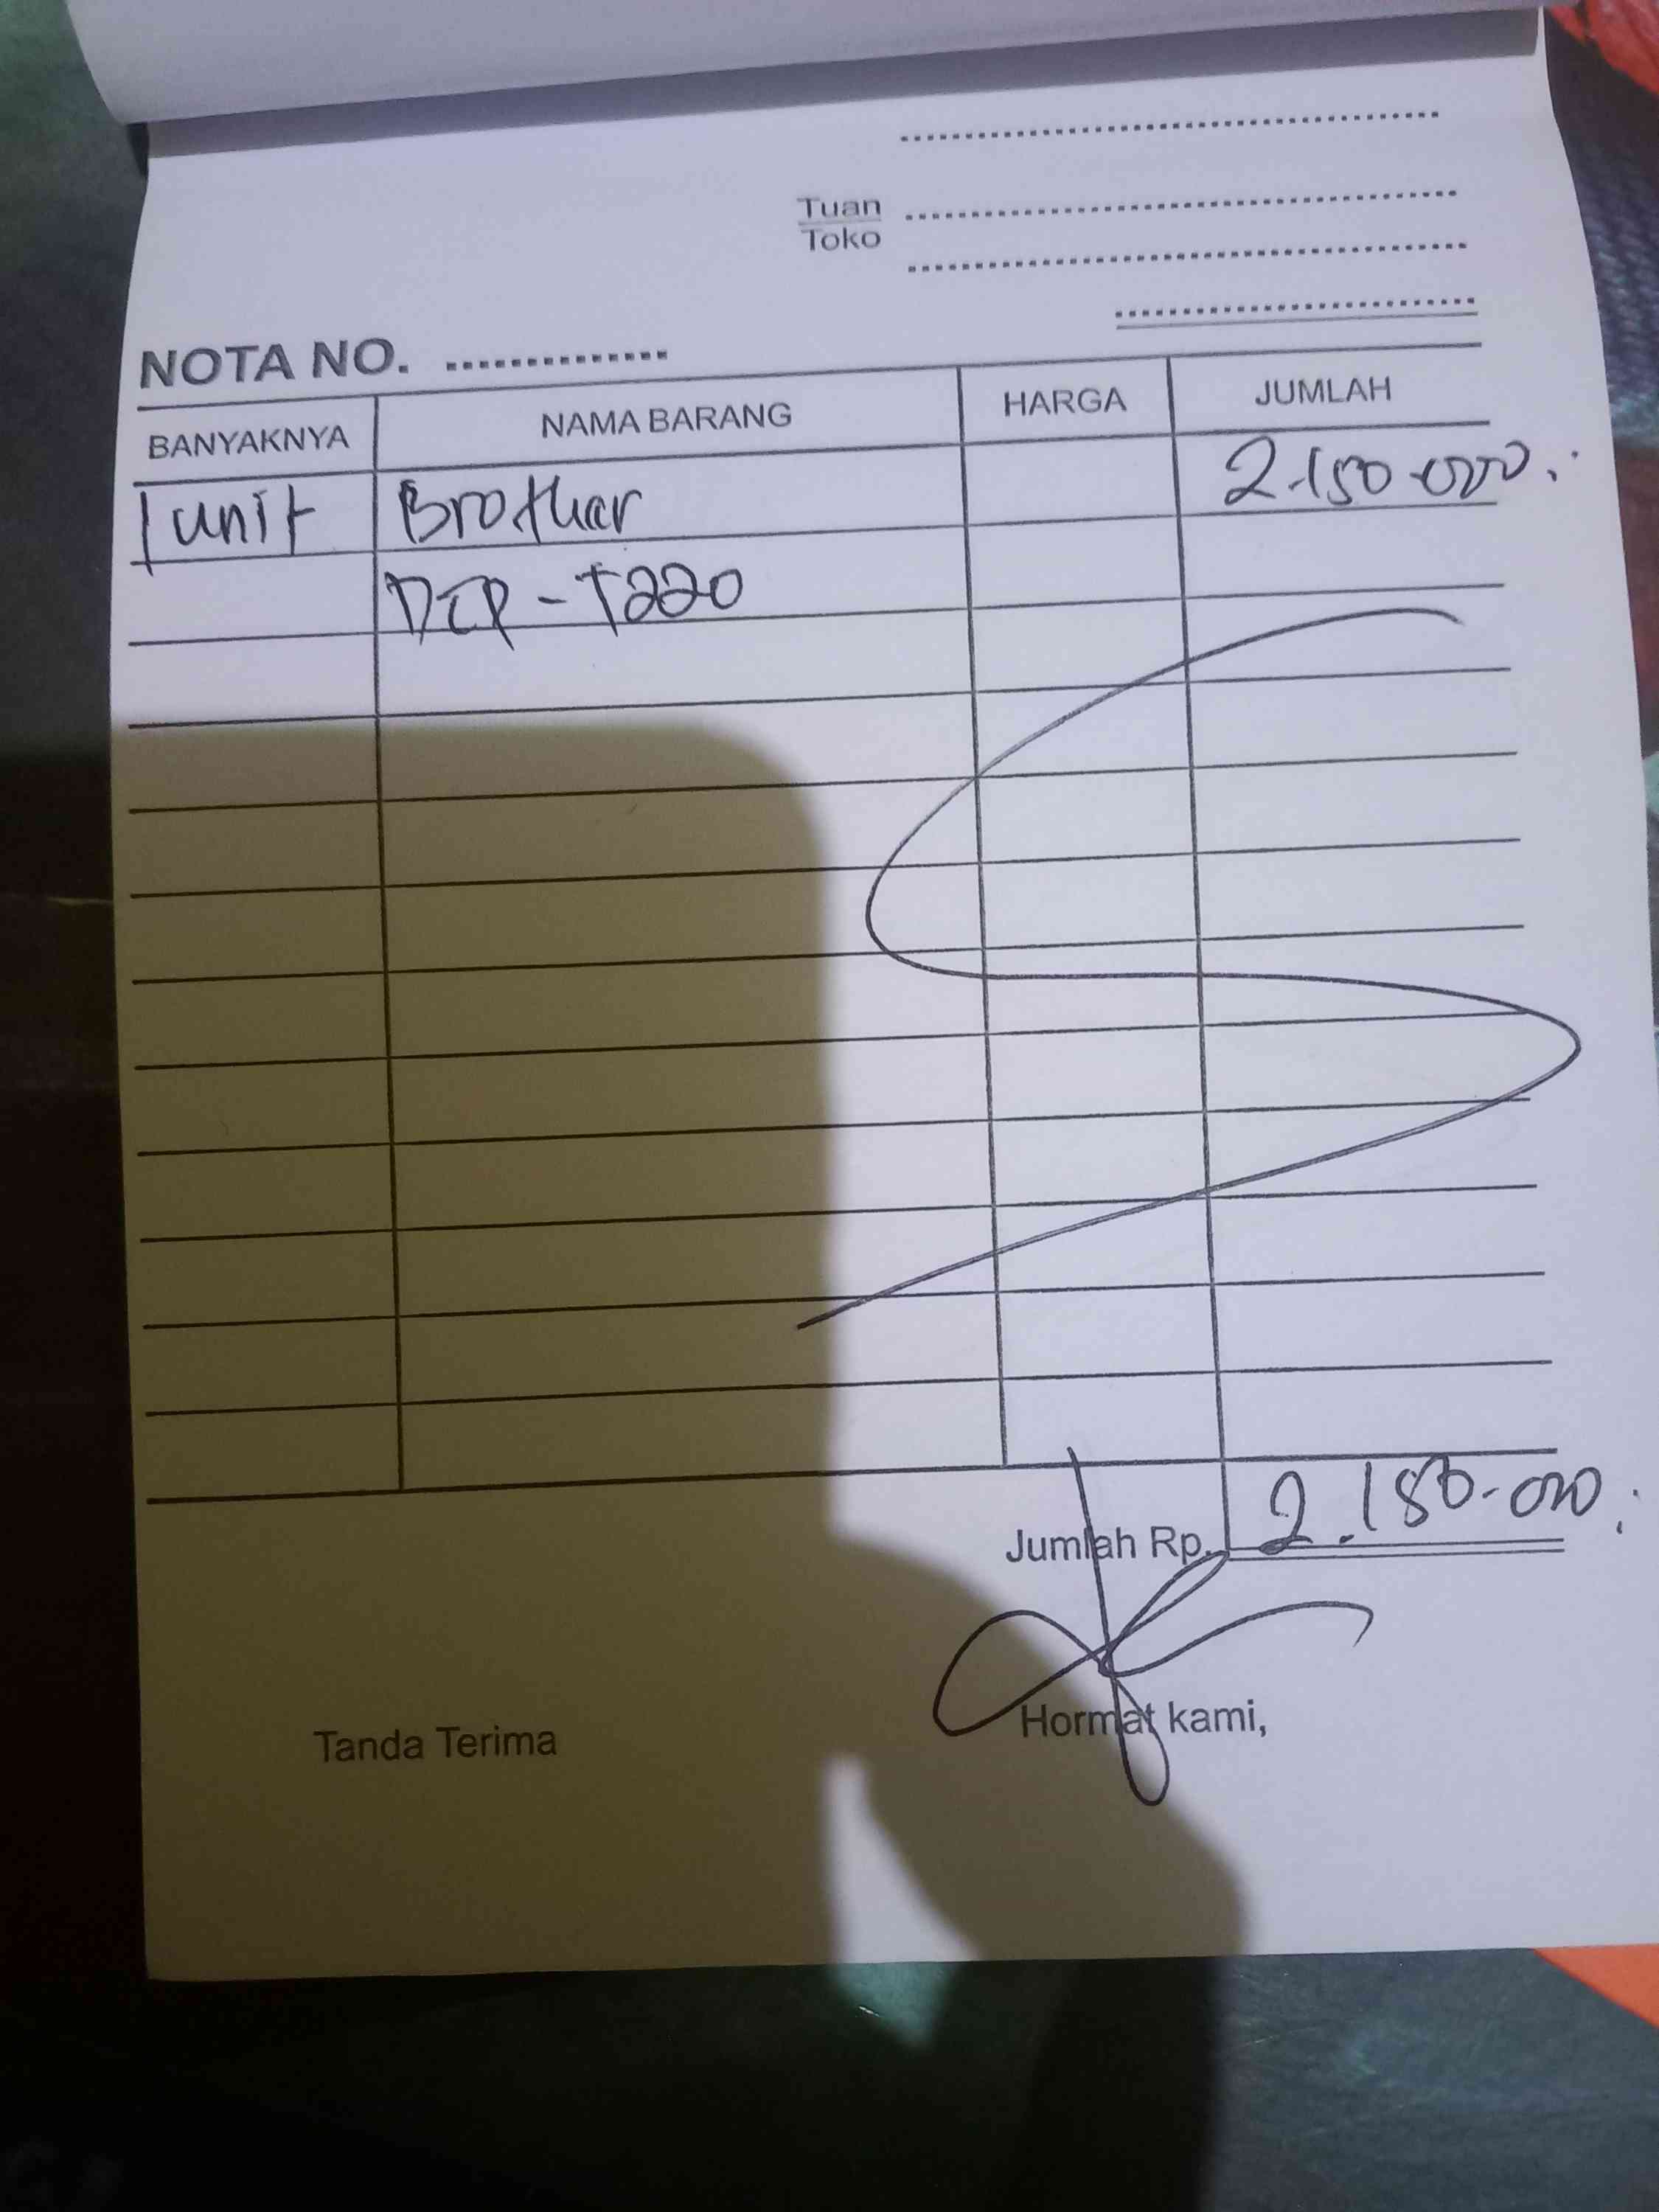 Tuan
Toko
NOTA NO. ..............
BANYAKNYA NAMA BARANG HARGA JUMLAH
1 unit Brother 2.150.000.
DCP-T220
Jumlah Rp. 2.150.000.
Tanda Terima Hormat kami,